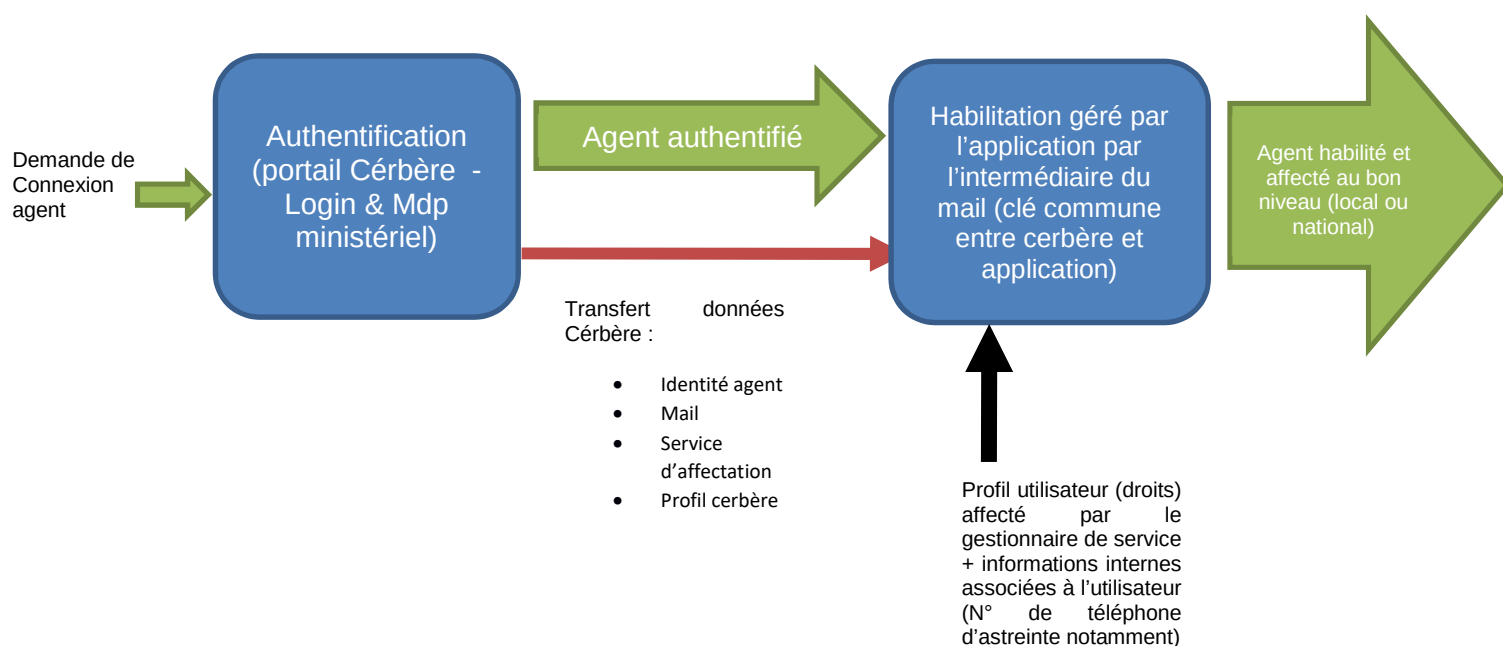 Demande de
Connexion
agent
Authentification
(portail Cérbère -
Login & Mdp
ministériel)
Agent authentifié
Transfert données
Cérbère :
• Identité agent
• Mail
• Service
d’affectation
• Profil cerbère
Habilitation géré par
l’application par
l’intermédiaire du
mail (clé commune
entre cerbère et
application)
Profil utilisateur (droits)
affecté par le
gestionnaire de service
+ informations internes
associées à l’utilisateur
(N° de téléphone
d’astreinte notamment)
Agent habilité et
affecté au bon
niveau (local ou
national)